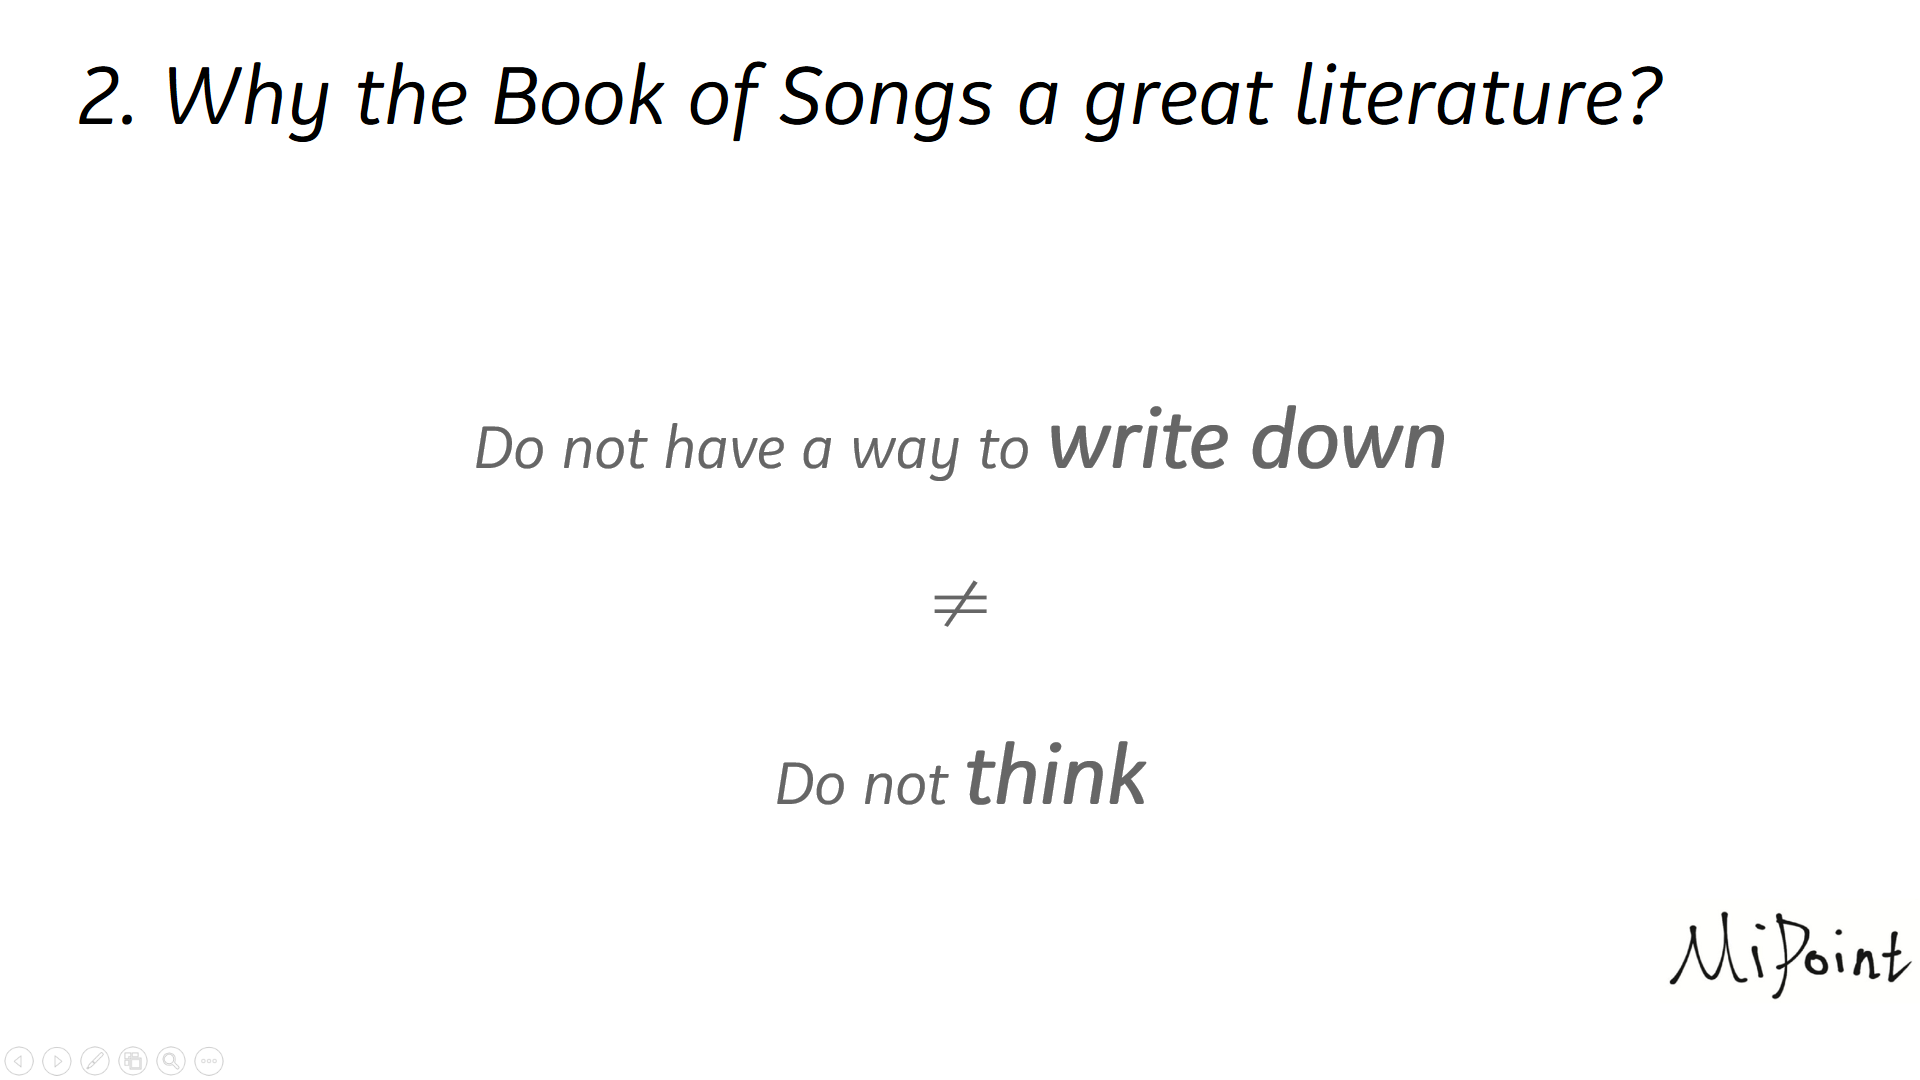 2. Why the Book of Songs a great literature?
Do not have a way to write down
≠
Do not think
MiPoint